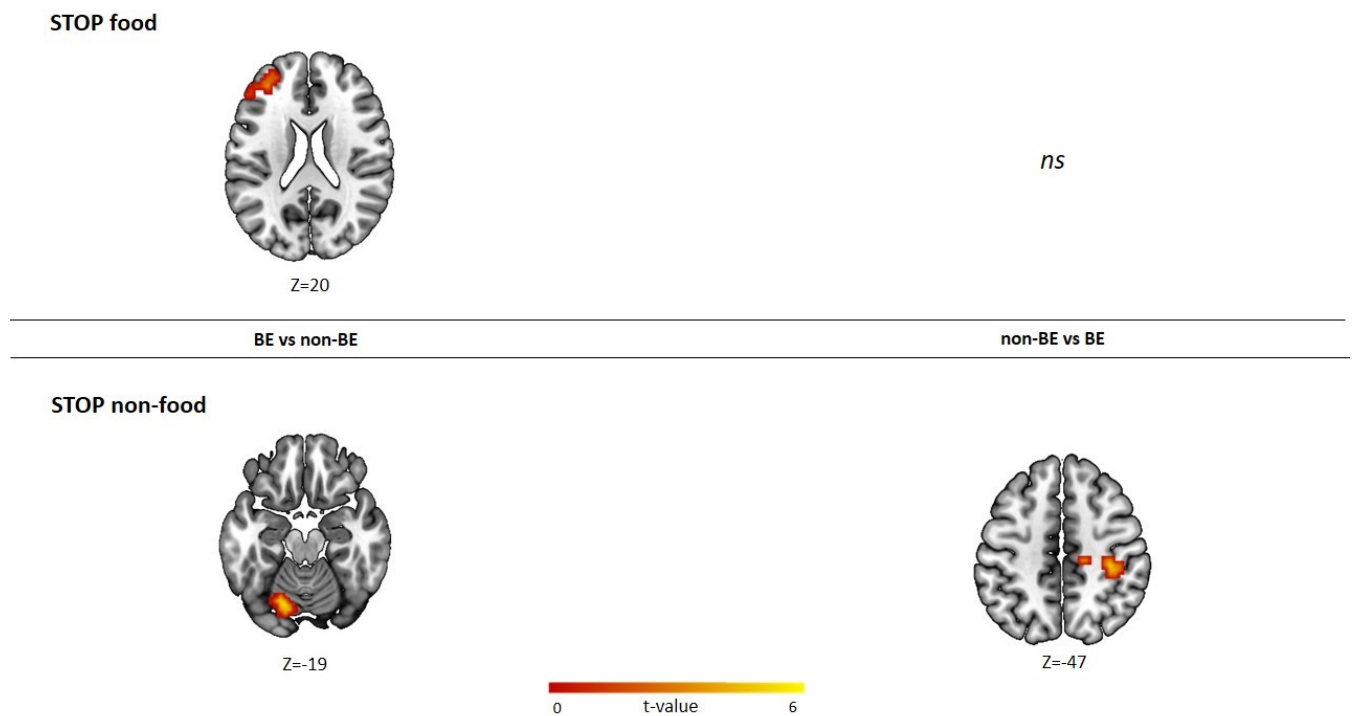 STOP food
ns
Z=20
BE vs non-BE non-BE vs BE
STOP non-food
Z=-19 Z=-47
0 t-value 6